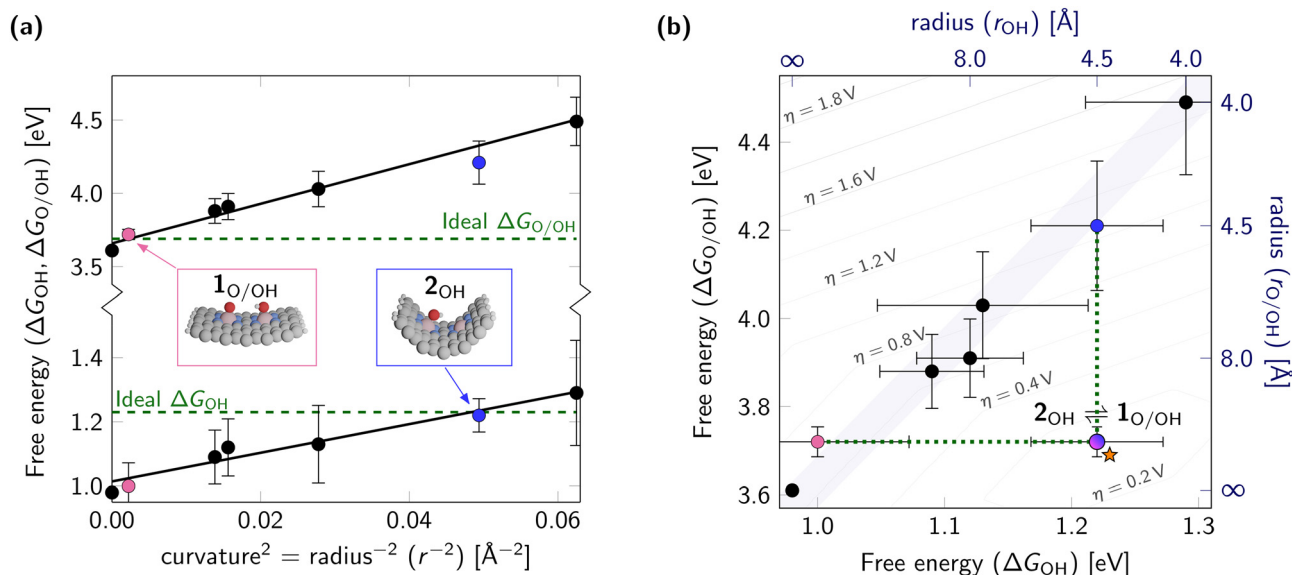 (a)
Free energy (ΔG_OH, ΔG_O/OH) [eV]
4.5
4.0
3.5
1.4
1.2
1.0
Ideal ΔG_O/OH
1_O/OH
2_OH
Ideal ΔG_OH
0.00
0.02
0.04
0.06
curvature² = radius⁻² (r⁻²) [Å⁻²]
(b)
radius (r_OH) [Å]
∞
8.0
4.5
4.0
Free energy (ΔG_O/OH) [eV]
4.4
4.2
4.0
3.8
3.6
η = 1.8 V
η = 1.6 V
η = 1.2 V
η = 0.8 V
η = 0.4 V
2_OH ⇌ 1_O/OH
η = 0.2 V
4.0
4.5
8.0
∞
radius (r_O/OH) [Å]
1.0
1.1
1.2
1.3
Free energy (ΔG_OH) [eV]